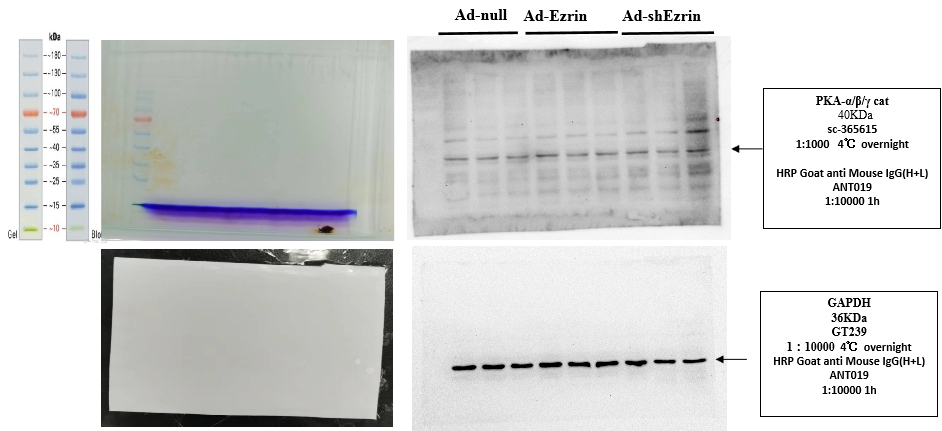 Ad-null Ad-Ezrin Ad-shEzrin
kDa
~180
~130
~100
~70
~55
~40
~35
~25
~15
~10
Gel
Blo
PKA-α/β/γ cat
40KDa
sc-365615
1:1000 4℃ overnight
HRP Goat anti Mouse IgG(H+L)
ANT019
1:10000 1h
GAPDH
36KDa
GT239
1：10000 4℃ overnight
HRP Goat anti Mouse IgG(H+L)
ANT019
1:10000 1h